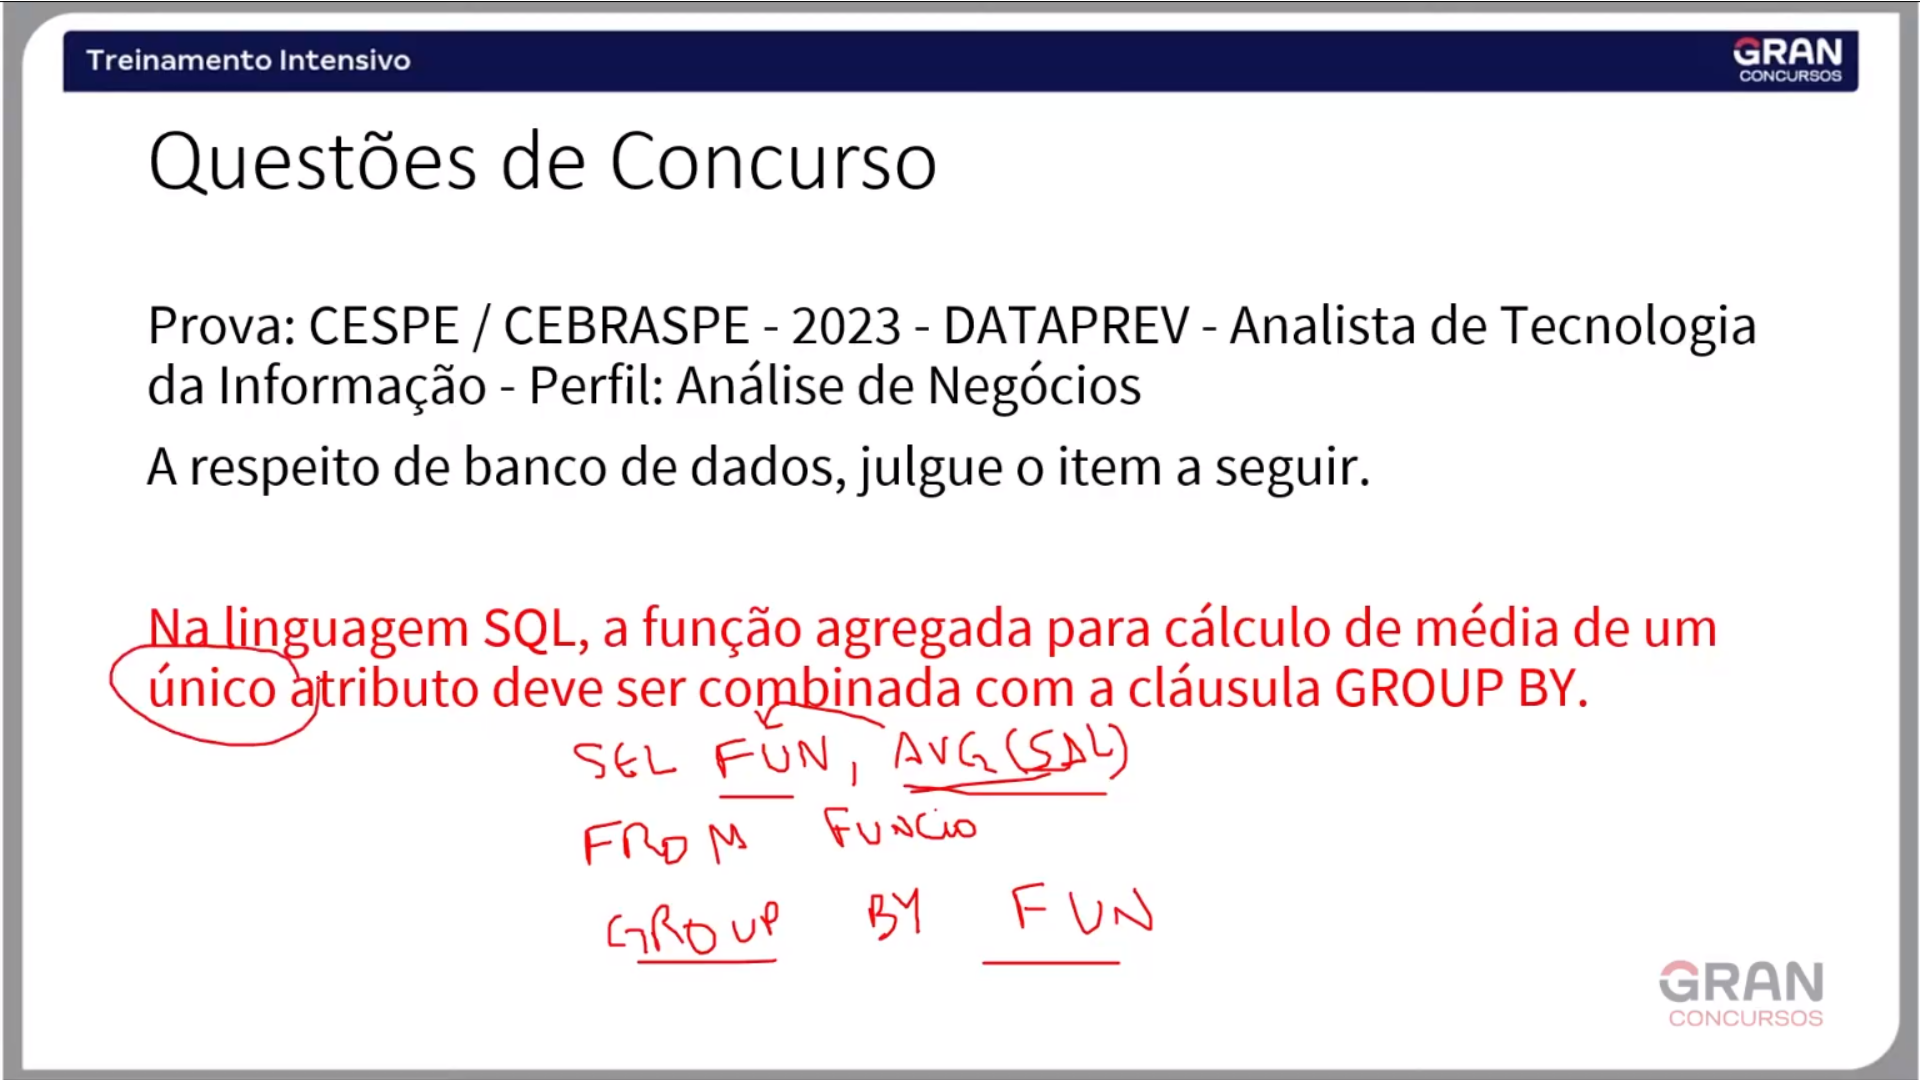 Treinamento Intensivo
GRAN
CONCURSOS
Questões de Concurso
Prova: CESPE / CEBRASPE - 2023 - DATAPREV - Analista de Tecnologia
da Informação - Perfil: Análise de Negócios
A respeito de banco de dados, julgue o item a seguir.
Na linguagem SQL, a função agregada para cálculo de média de um
único atributo deve ser combinada com a cláusula GROUP BY.
SEL FUN, AVG(SAL)
FROM FUNCIO
GROUP BY FUN
GRAN
CONCURSOS